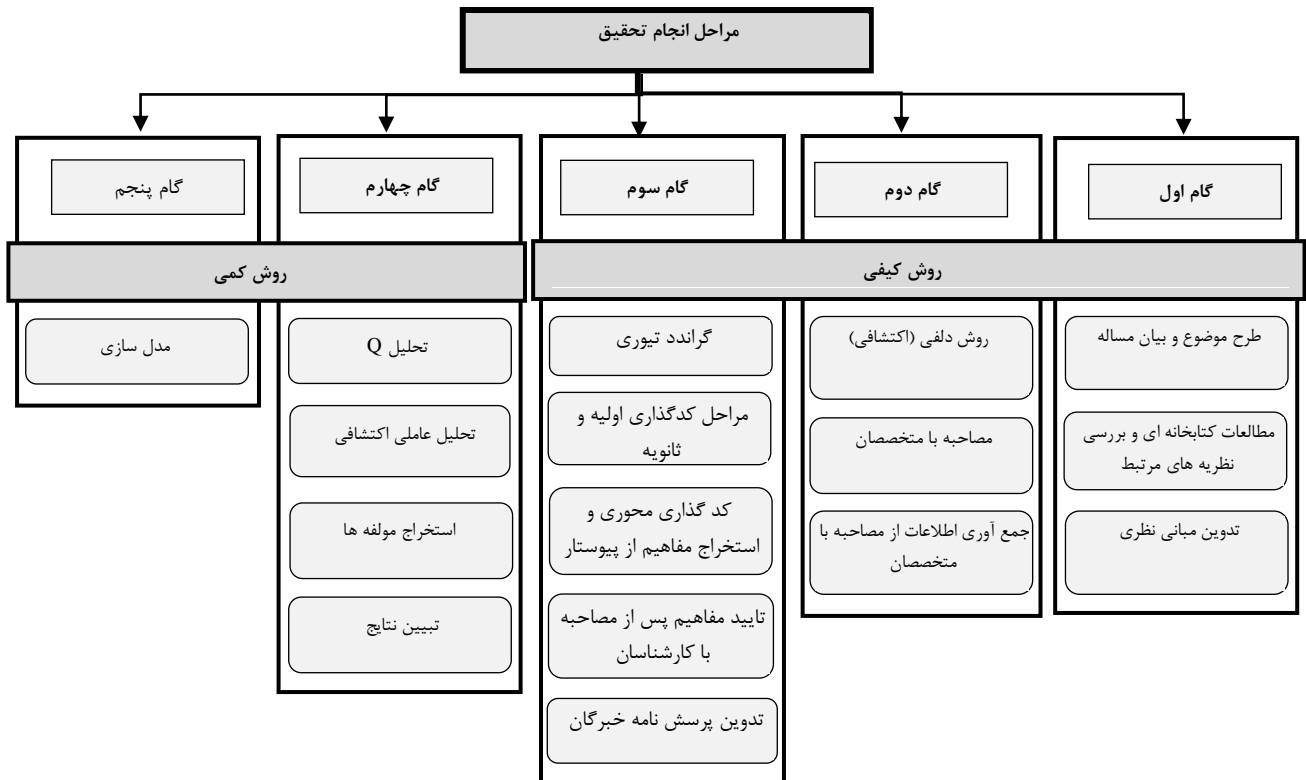 مراحل انجام تحقیق
گام اول
گام دوم
گام سوم
گام چهارم
گام پنجم
روش کیفی
روش کمی
طرح موضوع و بیان مساله
مطالعات کتابخانه ای و بررسی
نظریه های مرتبط
تدوین مبانی نظری
روش دلفی (اکتشافی)
مصاحبه با متخصصان
جمع آوری اطلاعات از مصاحبه با
متخصصان
گراندد تیوری
مراحل کدگذاری اولیه و
ثانویه
کد گذاری محوری و
استخراج مفاهیم از پیوستار
تایید مفاهیم پس از مصاحبه
با کارشناسان
تدوین پرسش نامه خبرگان
تحلیل Q
تحلیل عاملی اکتشافی
استخراج مولفه ها
تبیین نتایج
مدل سازی